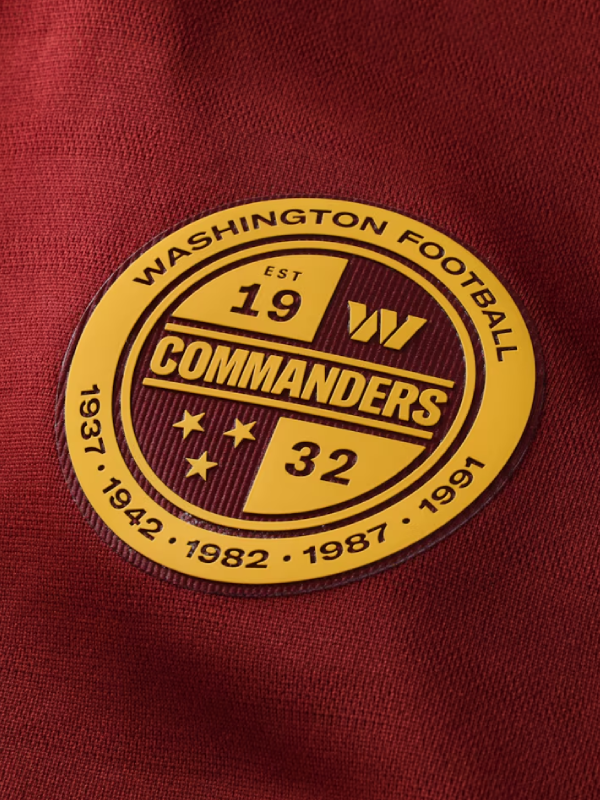 WASHINGTON FOOTBALL
EST
19
W
COMMANDERS
32
1937 · 1942 · 1982 · 1987 · 1991